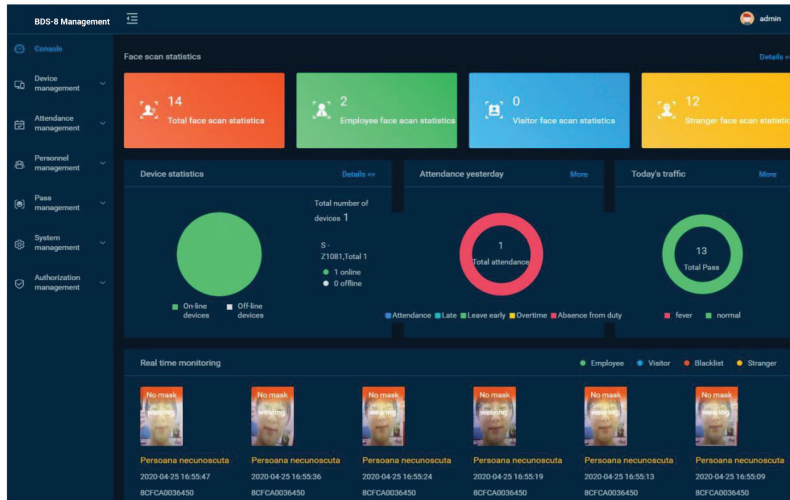 BDS-8 Management
admin
Console
Device
management
Attendance
management
Personnel
management
Pass
management
System
management
Authorization
management
Face scan statistics
Details >>
14
Total face scan statistics
2
Employee face scan statistics
0
Visitor face scan statistics
12
Stranger face scan statistic
Device statistics
Details >>
Total number of
devices 1
S -
Z1081,Total 1
1 online
0 offline
On-line
devices
Off-line
devices
Attendance yesterday
More
1
Total attendance
Attendance Late Leave early Overtime Absence from duty
Today's traffic
More
13
Total Pass
fever normal
Real time monitoring
Employee Visitor Blacklist Stranger
No mask
wearing
Persoana necunoscuta
2020-04-25 16:55:47
8CFCA0036450
No mask
wearing
Persoana necunoscuta
2020-04-25 16:55:36
8CFCA0036450
No mask
wearing
Persoana necunoscuta
2020-04-25 16:55:24
8CFCA0036450
No mask
wearing
Persoana necunoscuta
2020-04-25 16:55:19
8CFCA0036450
No mask
wearing
Persoana necunoscuta
2020-04-25 16:55:13
8CFCA0036450
No mask
wearing
Persoana necunoscuta
2020-04-25 16:55:09
8CFCA0036450